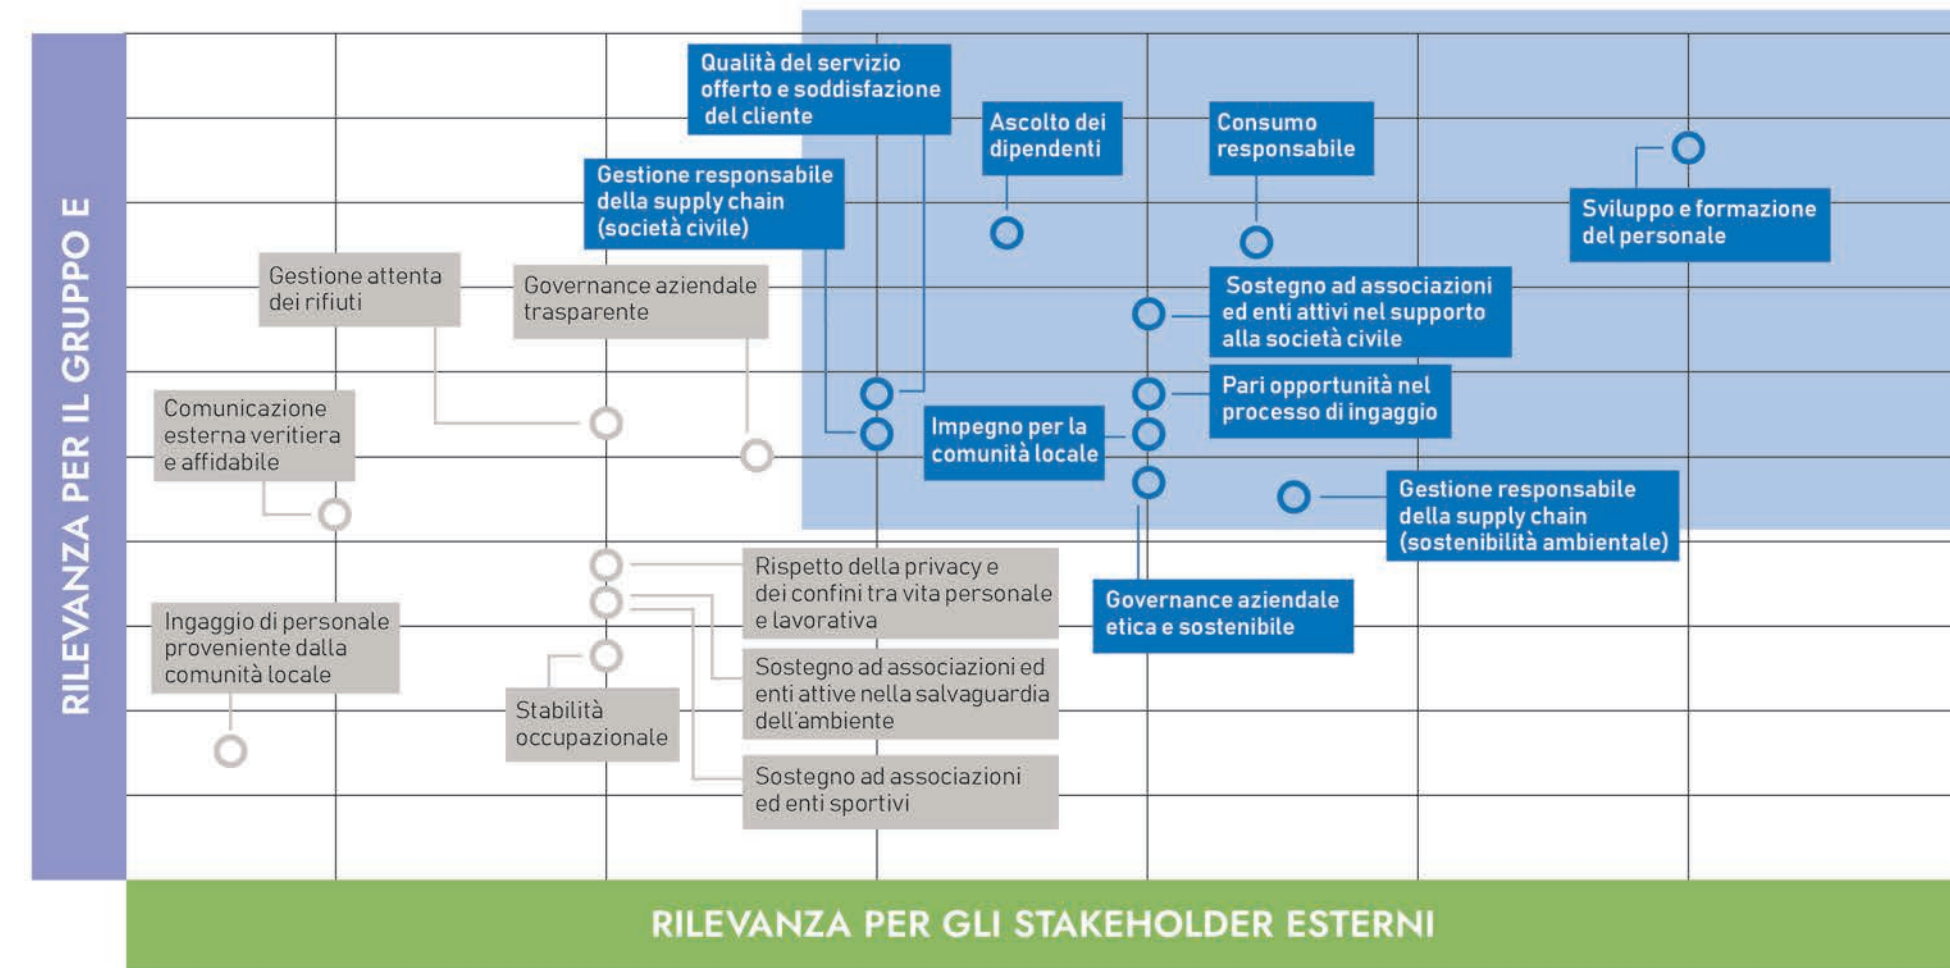 RILEVANZA PER IL GRUPPO E
Qualità del servizio
offerto e soddisfazione
del cliente
Ascolto dei
dipendenti
Consumo
responsabile
Gestione responsabile
della supply chain
(società civile)
Sviluppo e formazione
del personale
Gestione attenta
dei rifiuti
Governance aziendale
trasparente
Sostegno ad associazioni
ed enti attivi nel supporto
alla società civile
Pari opportunità nel
processo di ingaggio
Comunicazione
esterna veritiera
e affidabile
Impegno per la
comunità locale
Gestione responsabile
della supply chain
(sostenibilità ambientale)
Rispetto della privacy e
dei confini tra vita personale
e lavorativa
Governance aziendale
etica e sostenibile
Ingaggio di personale
proveniente dalla
comunità locale
Sostegno ad associazioni ed
enti attive nella salvaguardia
dell'ambiente
Stabilità
occupazionale
Sostegno ad associazioni
ed enti sportivi
RILEVANZA PER GLI STAKEHOLDER ESTERNI